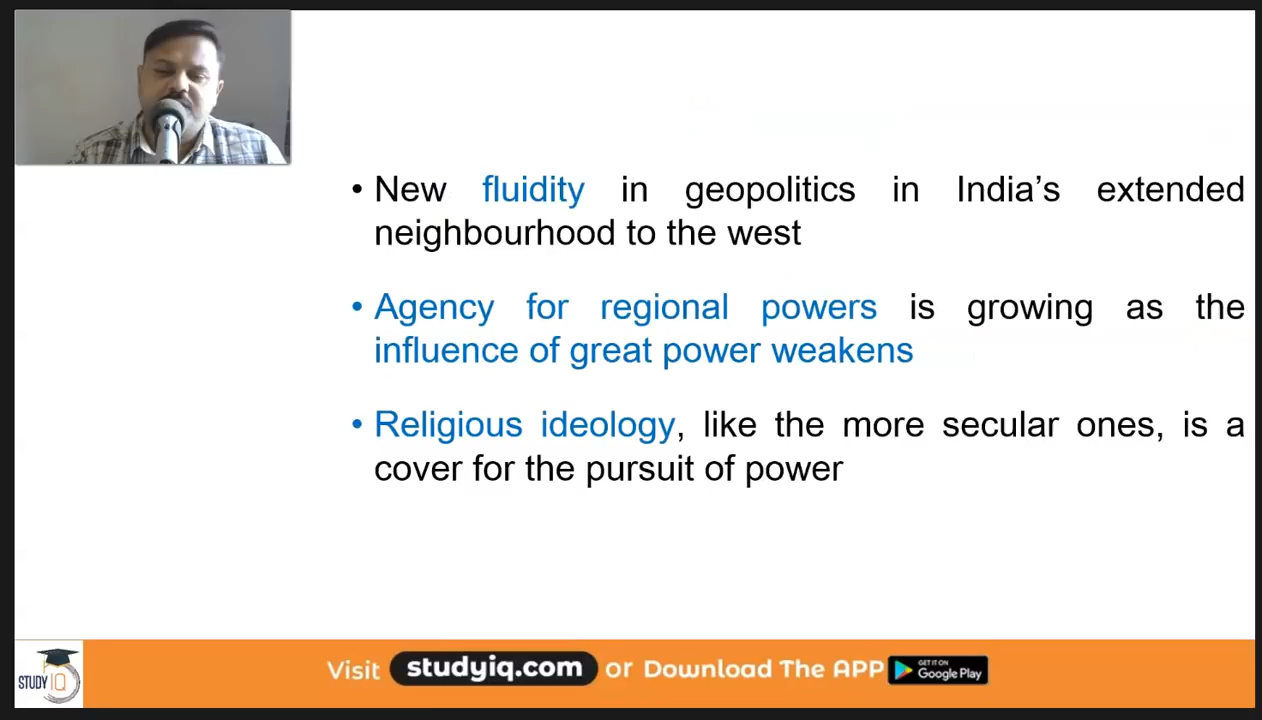 • New fluidity in geopolitics in India’s extended
neighbourhood to the west
• Agency for regional powers is growing as the
influence of great power weakens
• Religious ideology, like the more secular ones, is a
cover for the pursuit of power
STUDY IQ
Visit studyiq.com or Download The APP
GET IT ON
Google Play